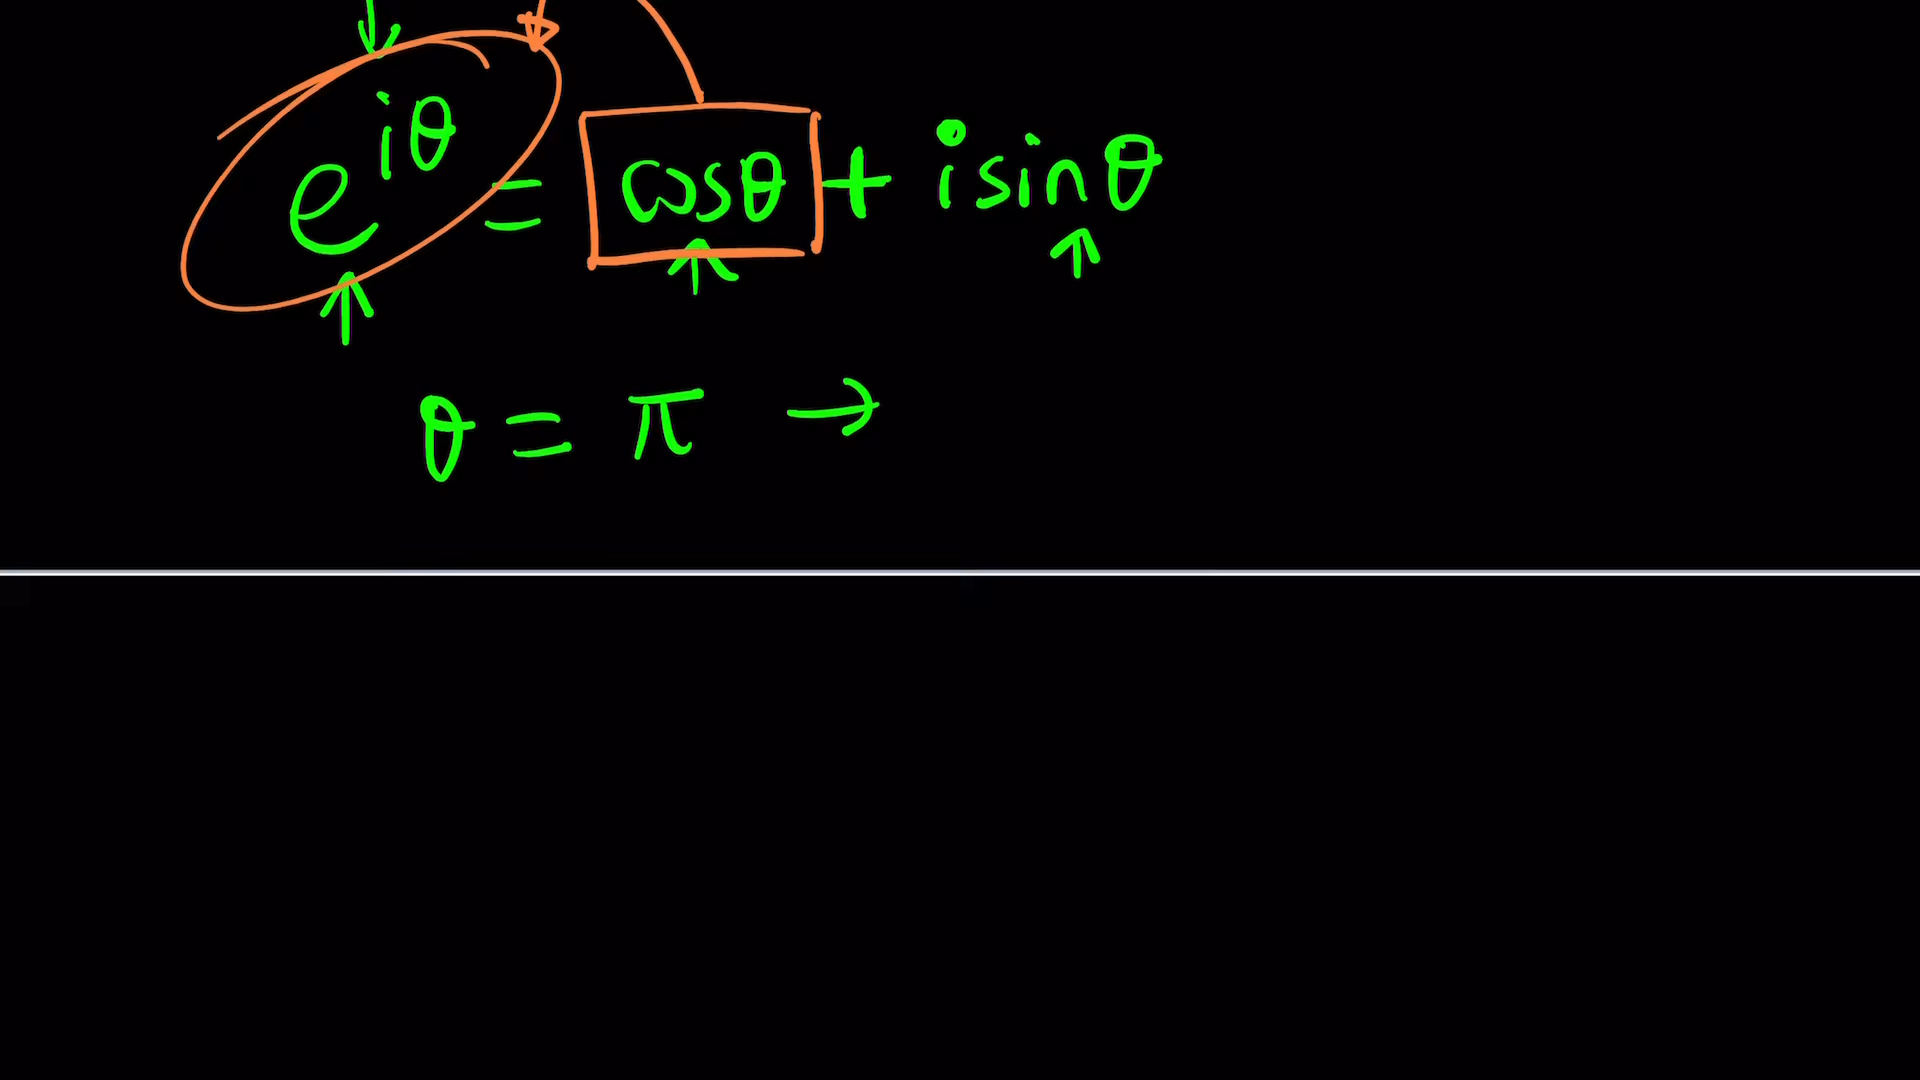 e^{iθ} = cosθ + isinθ
θ = π →